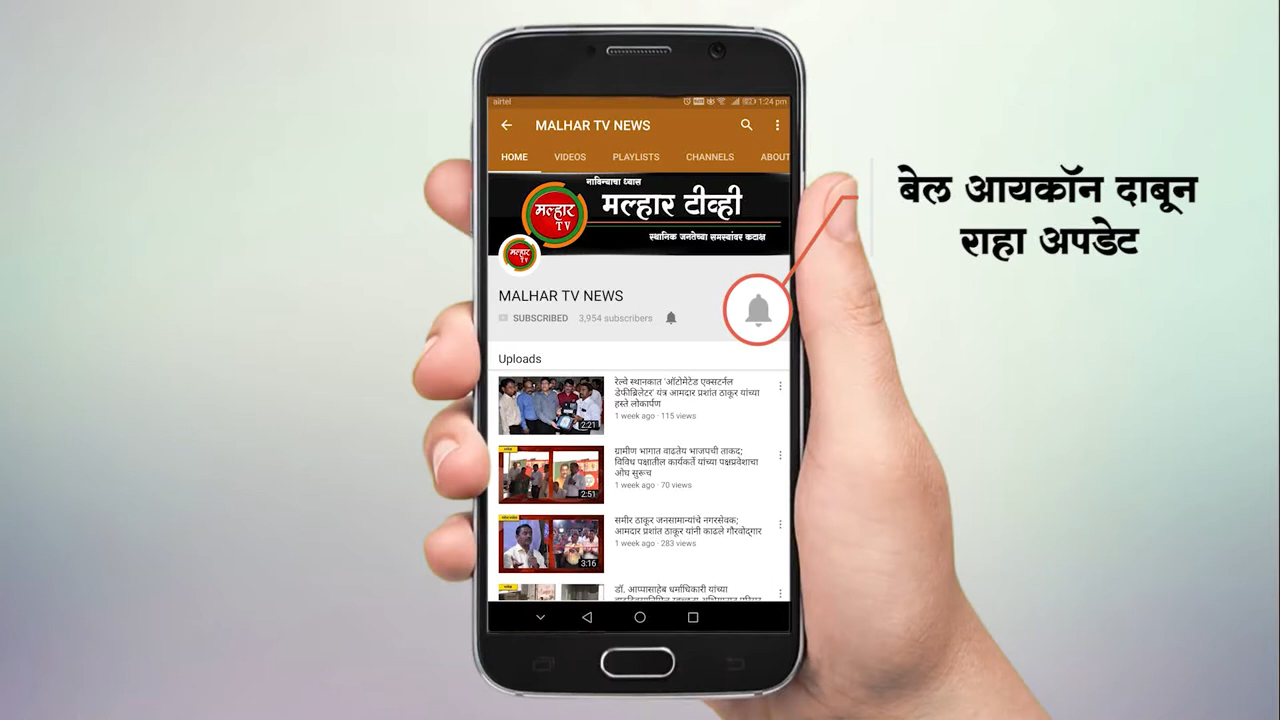 airtel
1:24 pm
MALHAR TV NEWS
HOME VIDEOS PLAYLISTS CHANNELS ABOUT
नाविन्याचा ध्यास
मल्हार टीव्ही
मल्हार
TV
स्थानिक जनतेच्या समस्यांवर कटाक्ष
मल्हार
TV
MALHAR TV NEWS
SUBSCRIBED 3,954 subscribers
Uploads
रेल्वे स्थानकात 'ऑटोमेटेड एक्सटर्नल
डेफीब्रिलेटर' यंत्र आमदार प्रशांत ठाकूर यांच्या
हस्ते लोकार्पण
1 week ago · 115 views
2:21
ग्रामीण भागात वाढतेय भाजपची ताकद;
विविध पक्षातील कार्यकर्ते यांच्या पक्षप्रवेशाचा
ओघ सुरूच
1 week ago · 70 views
2:51
समीर ठाकूर जनसामान्यांचे नगरसेवक;
आमदार प्रशांत ठाकूर यांनी काढले गौरवोद्गार
1 week ago · 283 views
3:16
डॉ. आप्पासाहेब धर्माधिकारी यांच्या
बेल आयकॉन दाबून
राहा अपडेट